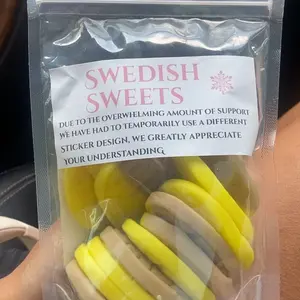 SWEDISH
SWEETS
DUE TO THE OVERWHELMING AMOUNT OF SUPPORT
WE HAVE HAD TO TEMPORARILY USE A DIFFERENT
STICKER DESIGN, WE GREATLY APPRECIATE
YOUR UNDERSTANDING